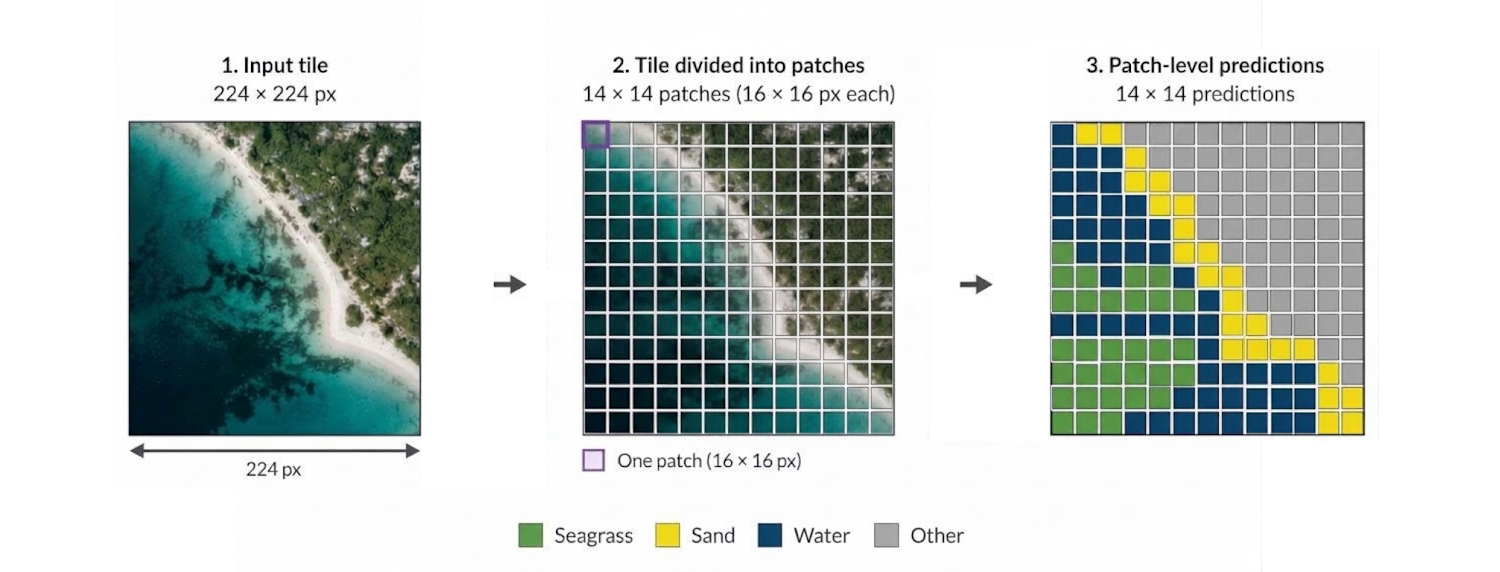 1. Input tile
224 × 224 px
2. Tile divided into patches
14 × 14 patches (16 × 16 px each)
3. Patch-level predictions
14 × 14 predictions
224 px
One patch (16 × 16 px)
Seagrass
Sand
Water
Other